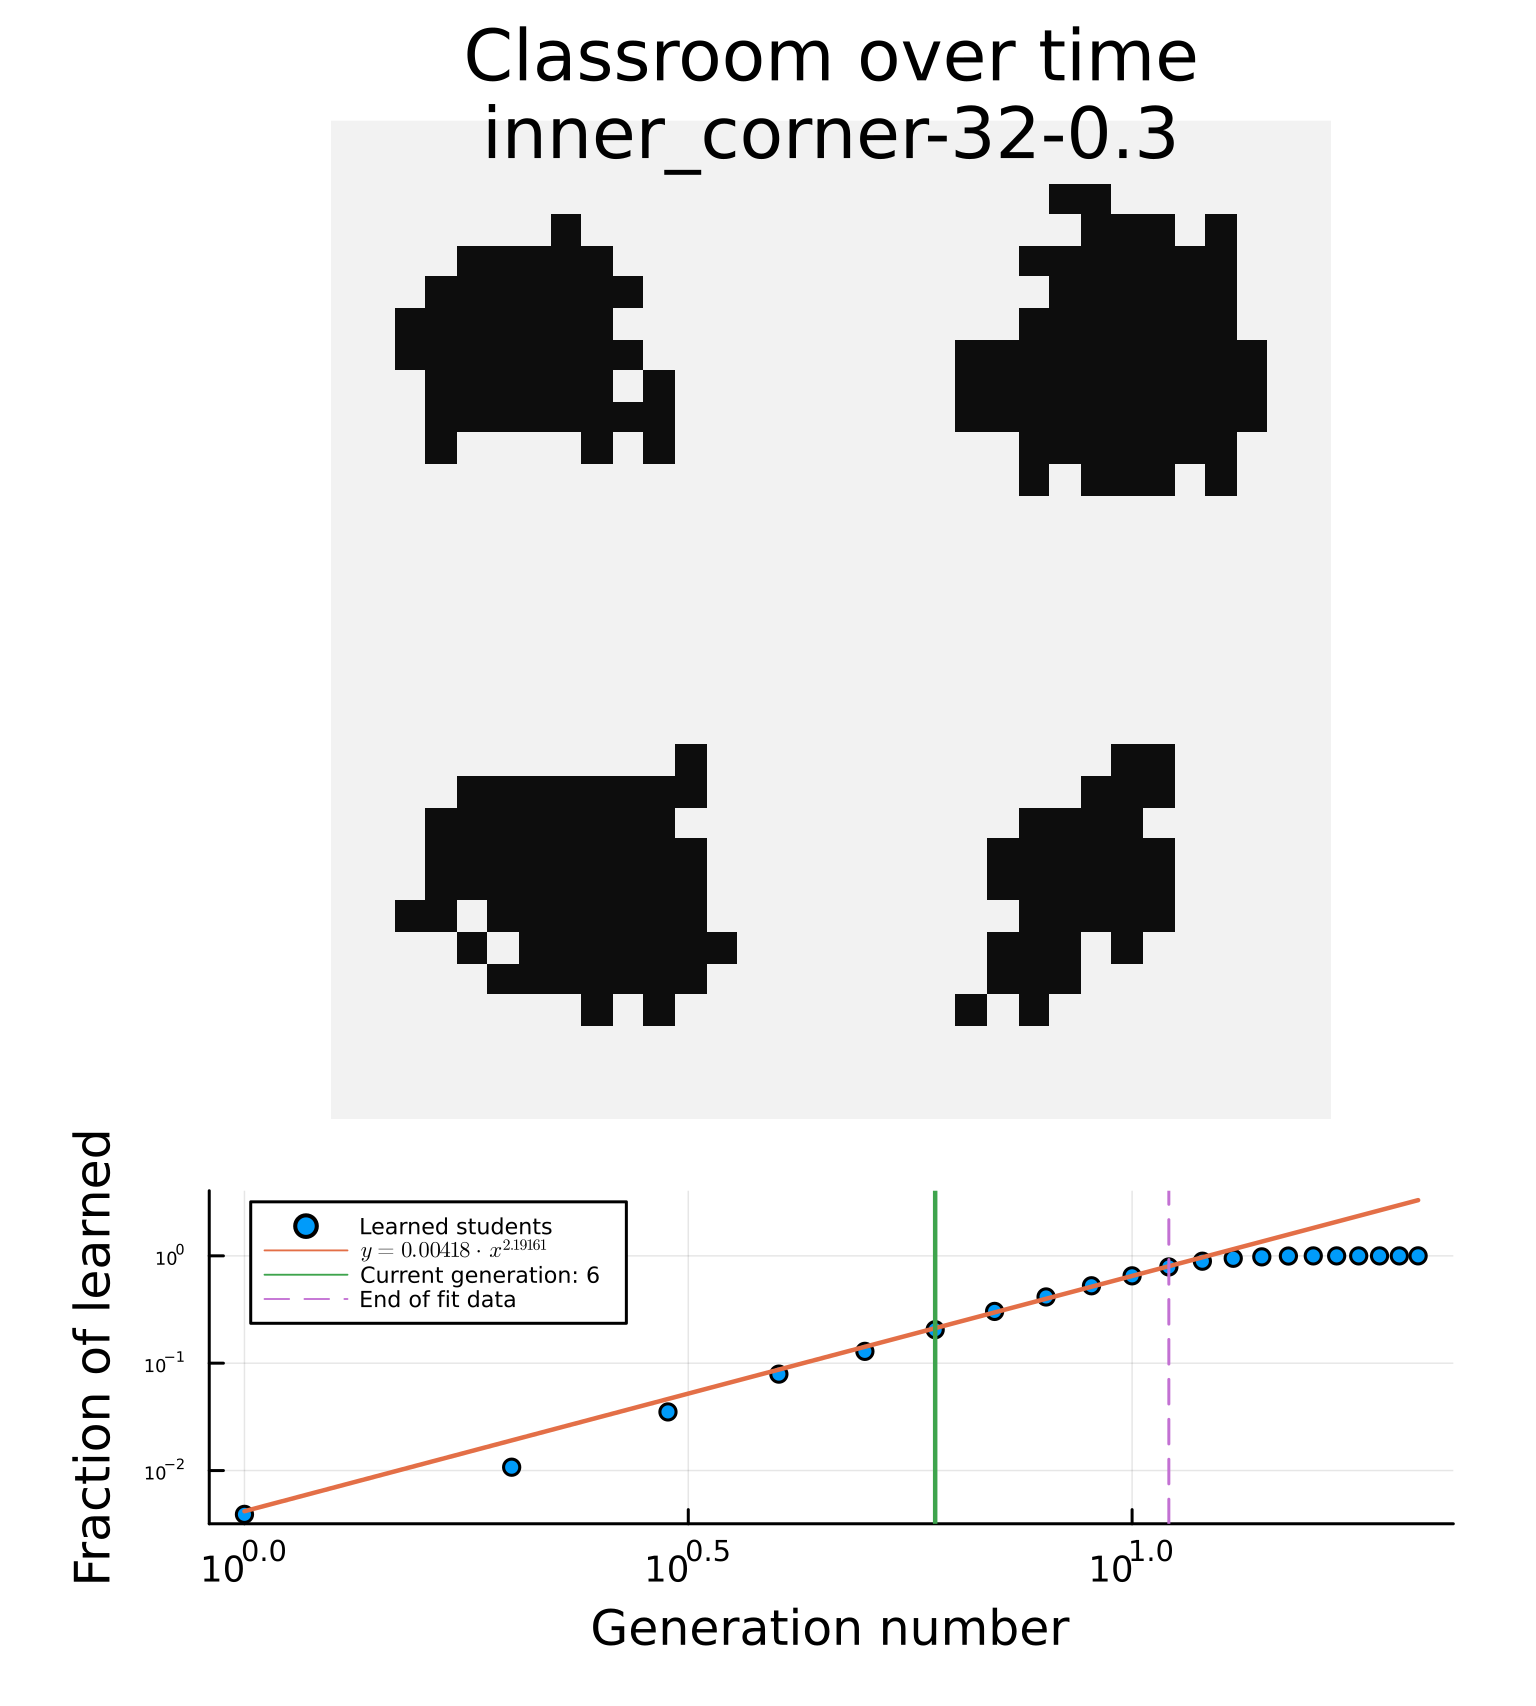 Classroom over time
inner_corner-32-0.3
Fraction of learned
10^0
10^-1
10^-2
Learned students
y = 0.00418 · x^2.19161
Current generation: 6
End of fit data
10^0.0
10^0.5
10^1.0
Generation number